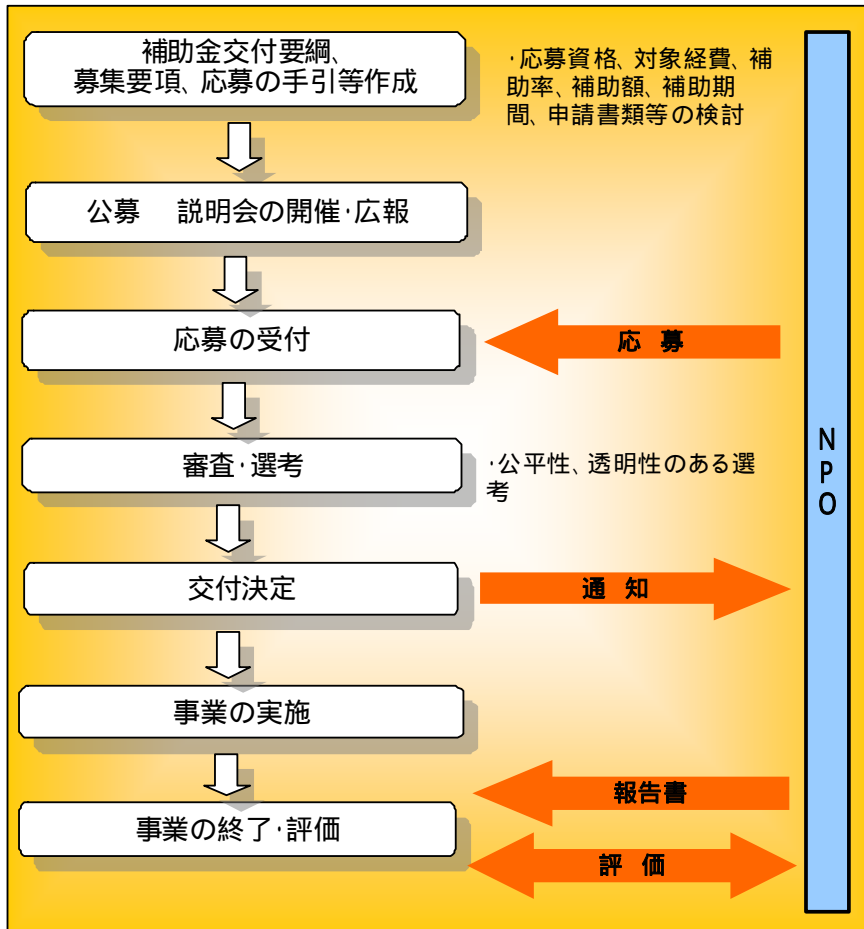 補助金交付要綱、
募集要項、応募の手引等作成
・応募資格、対象経費、補
助率、補助額、補助期
間、申請書類等の検討
公募　説明会の開催・広報
応募の受付
応 募
審査・選考
・公平性、透明性のある選
考
交付決定
通 知
事業の実施
報告書
事業の終了・評価
評 価
NPO